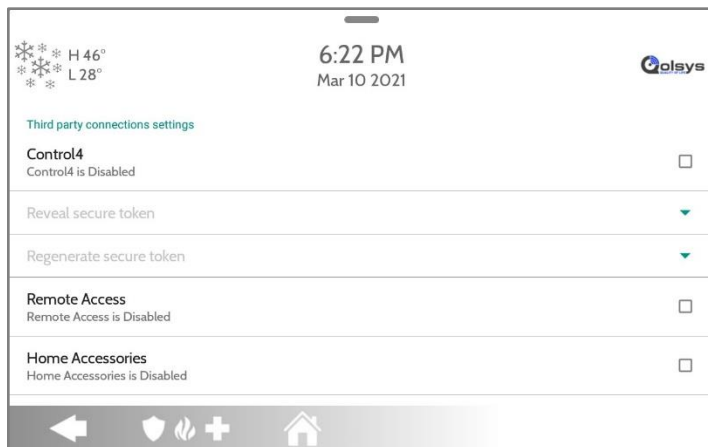 H 46°
L 28°
6:22 PM
Mar 10 2021
Qolsys
Third party connections settings
Control4
Control4 is Disabled
Reveal secure token
Regenerate secure token
Remote Access
Remote Access is Disabled
Home Accessories
Home Accessories is Disabled